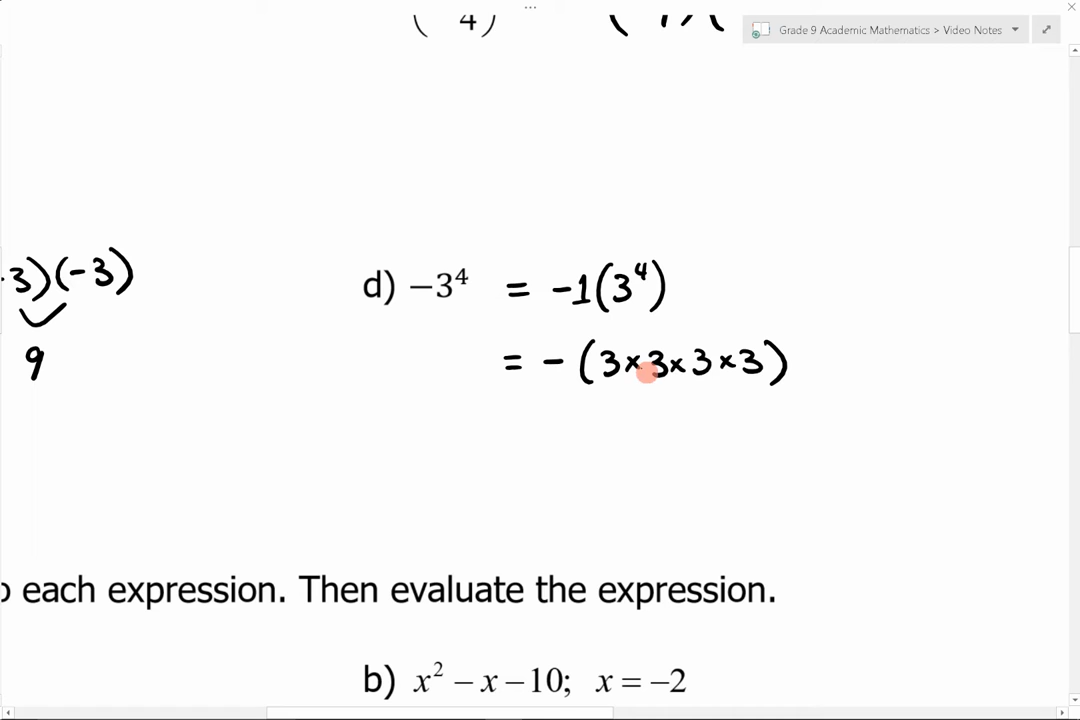 4)
Grade 9 Academic Mathematics > Video Notes
3)(-3)
9
d) −3⁴ = -1(3⁴)
= -(3×3×3×3)
each expression. Then evaluate the expression.
b) x² − x − 10; x = −2